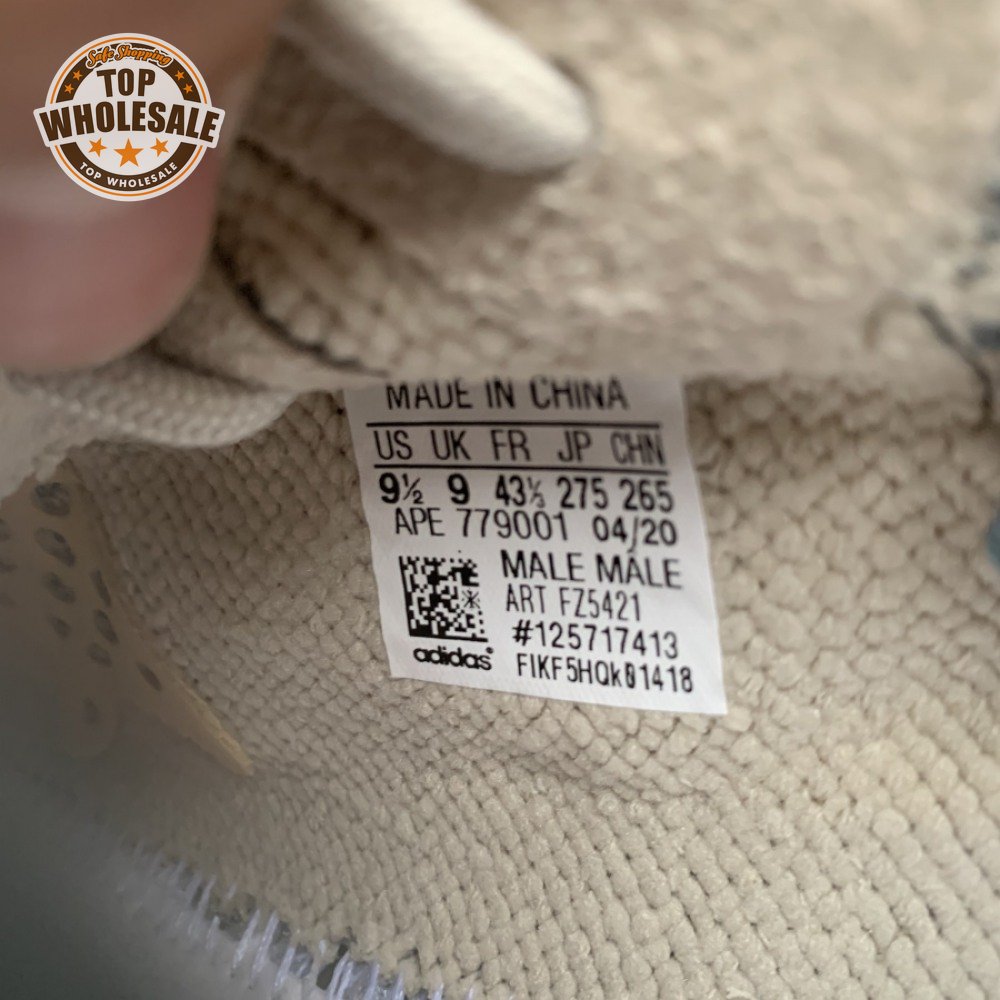 Safe Shopping
TOP
WHOLESALE
TOP WHOLESALE
MADE IN CHINA
US UK FR JP CHN
9½ 9 43⅓ 275 265
APE 779001 04/20
MALE MALE
ART FZ5421
#125717413
adidas